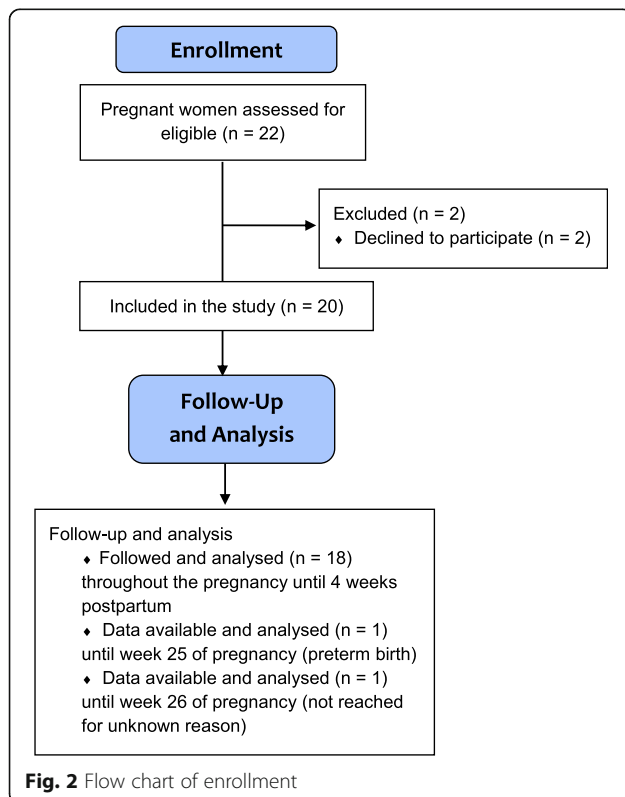 Enrollment
Pregnant women assessed for
eligible (n = 22)
Excluded (n = 2)
♦ Declined to participate (n = 2)
Included in the study (n = 20)
Follow-Up
and Analysis
Follow-up and analysis
♦ Followed and analysed (n = 18)
throughout the pregnancy until 4 weeks
postpartum
♦ Data available and analysed (n = 1)
until week 25 of pregnancy (preterm birth)
♦ Data available and analysed (n = 1)
until week 26 of pregnancy (not reached
for unknown reason)
Fig. 2 Flow chart of enrollment